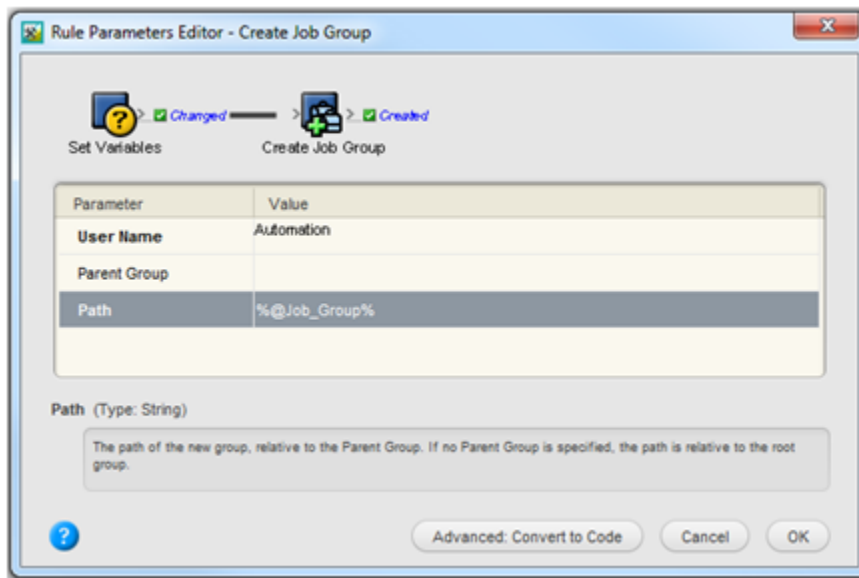 Rule Parameters Editor - Create Job Group
Changed
Created
Set Variables
Create Job Group
Parameter Value
User Name Automation
Parent Group
Path %@Job_Group%
Path (Type: String)
The path of the new group, relative to the Parent Group. If no Parent Group is specified, the path is relative to the root
group.
? Advanced: Convert to Code Cancel OK